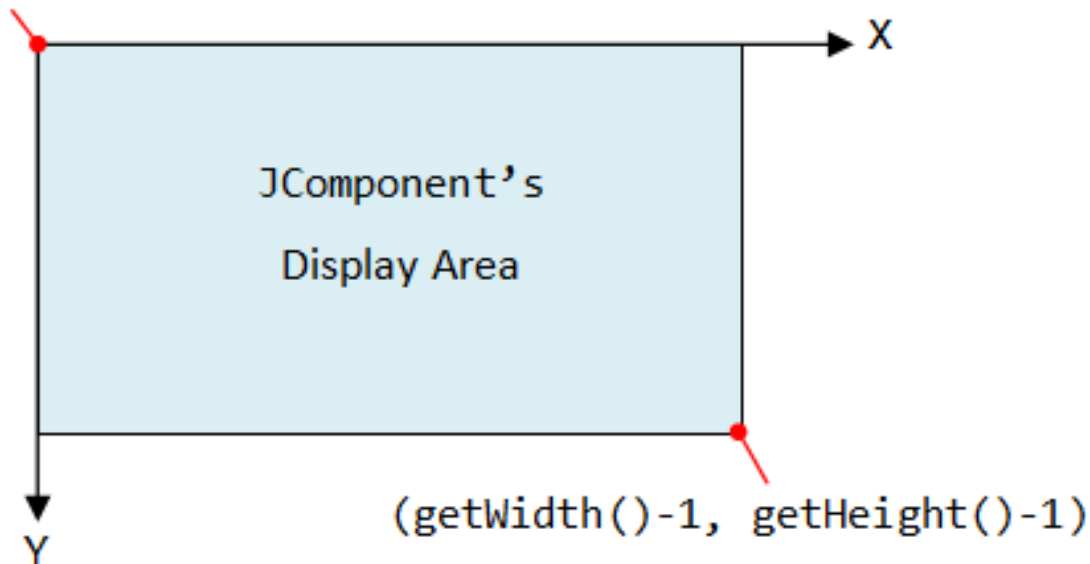 X
JComponent’s
Display Area
(getWidth()-1, getHeight()-1)
Y